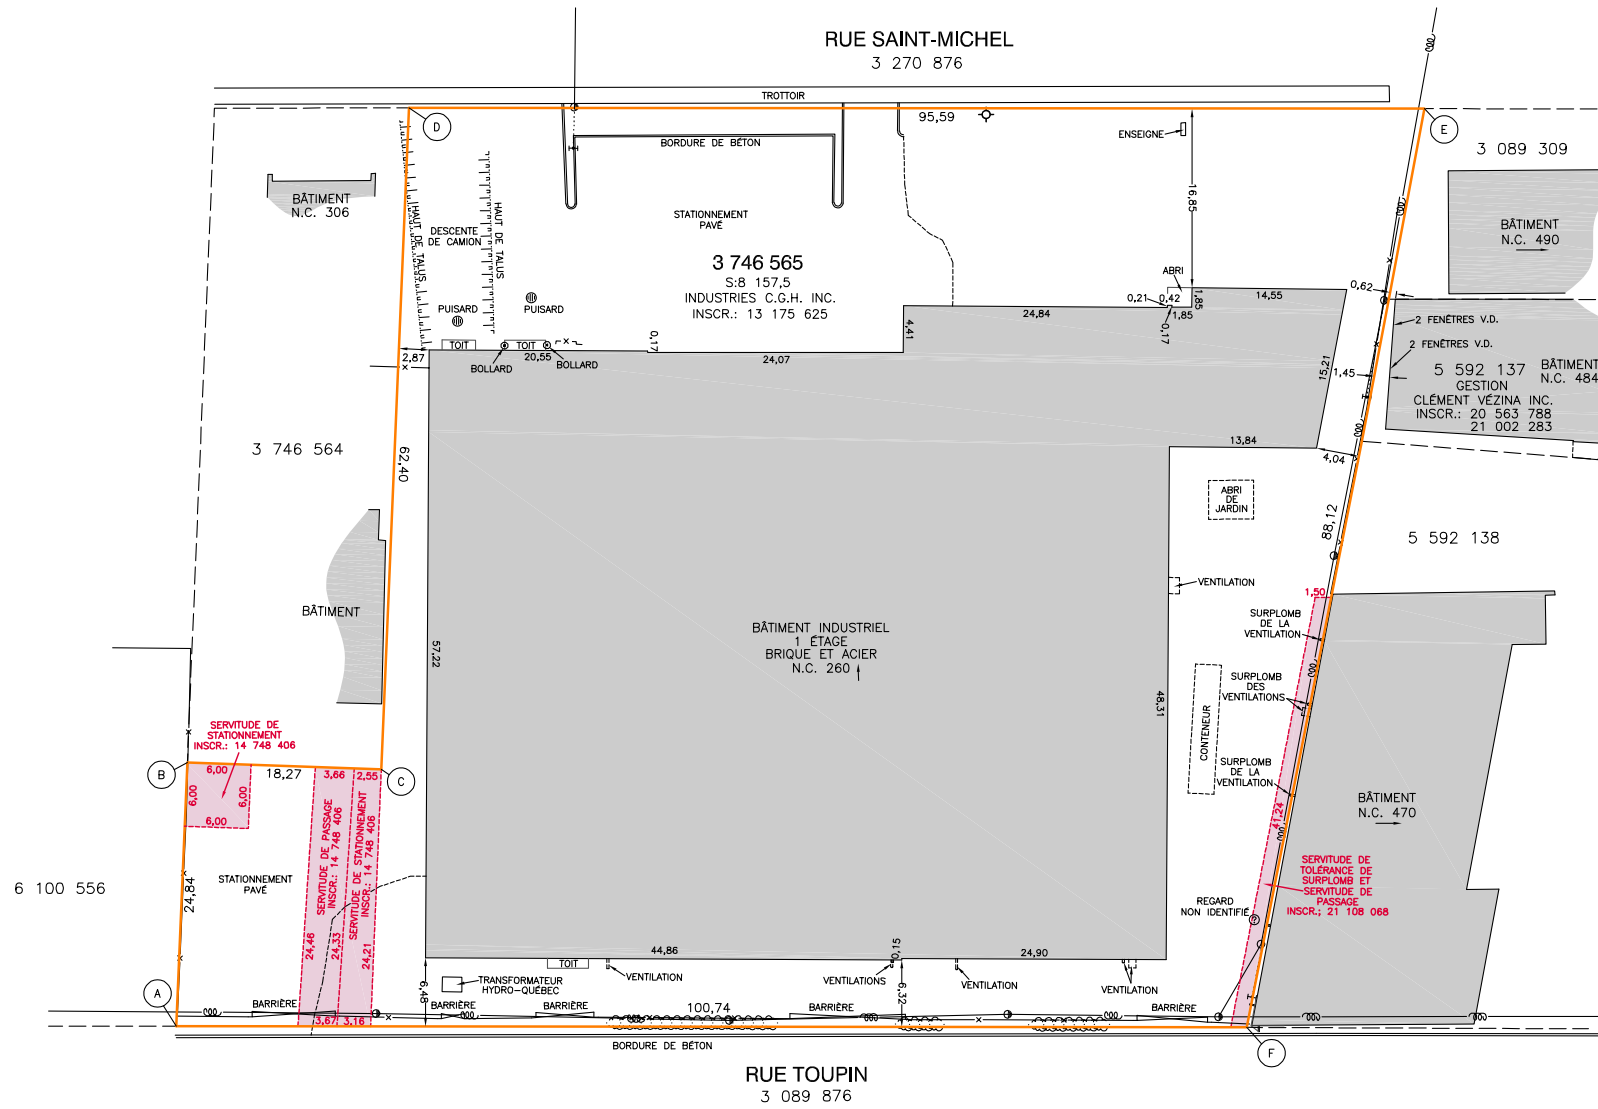 RUE SAINT-MICHEL
3 270 876
TROTTOIR
D
95,59
E
ENSEIGNE
BORDURE DE BÉTON
3 089 309
BÂTIMENT
N.C. 306
HAUT DE TALUS
DESCENTE
DE CAMION
HAUT DE TALUS
STATIONNEMENT
PAVÉ
16,85
BÂTIMENT
N.C. 490
3 746 565
S:8 157,5
INDUSTRIES C.G.H. INC.
INSCR.: 13 175 625
ABRI
0,21
0,42
1,85
1,85
0,17
14,55
0,62
PUISARD
PUISARD
24,84
4,41
2 FENÊTRES V.D.
2 FENÊTRES V.D.
2,87
TOIT
TOIT
20,55
BOLLARD
BOLLARD
0,17
24,07
15,21
1,45
5 592 137
GESTION
CLÉMENT VÉZINA INC.
INSCR.: 20 563 788
21 002 283
BÂTIMENT
N.C. 484
3 746 564
62,40
13,84
4,04
ABRI
DE
JARDIN
88,12
5 592 138
VENTILATION
1,50
BÂTIMENT
57,22
BÂTIMENT INDUSTRIEL
1 ÉTAGE
BRIQUE ET ACIER
N.C. 260
SURPLOMB
DE LA
VENTILATION
SURPLOMB
DES
VENTILATIONS
48,31
CONTENEUR
SURPLOMB
DE LA
VENTILATION
SERVITUDE DE
STATIONNEMENT
INSCR.: 14 748 406
B
6,00
18,27
3,66
2,55
C
6,00
6,00
6,00
41,24
BÂTIMENT
N.C. 470
SERVITUDE DE PASSAGE
INSCR.: 14 748 406
SERVITUDE DE STATIONNEMENT
INSCR.: 14 748 406
STATIONNEMENT
PAVÉ
6 100 556
24,84
24,46
24,33
24,21
SERVITUDE DE
TOLÉRANCE DE
SURPLOMB ET
SERVITUDE DE
PASSAGE
INSCR.; 21 108 068
REGARD
NON IDENTIFIÉ
?
44,86
0,15
24,90
TOIT
VENTILATION
VENTILATIONS
VENTILATION
VENTILATION
6,48
TRANSFORMATEUR
HYDRO-QUÉBEC
6,32
A
BARRIÈRE
BARRIÈRE
BARRIÈRE
100,74
BARRIÈRE
BARRIÈRE
3,67
3,16
BORDURE DE BÉTON
F
RUE TOUPIN
3 089 876